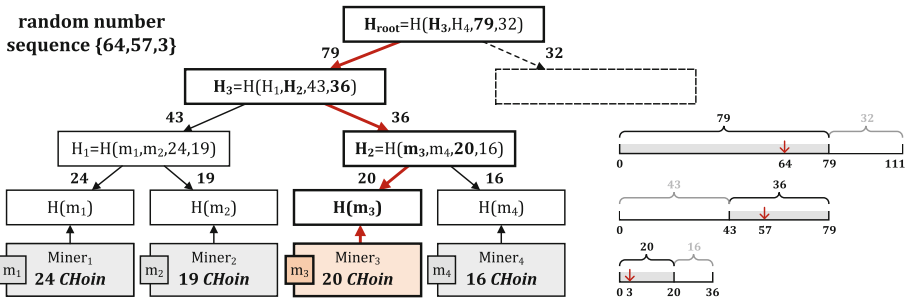 random number
sequence {64,57,3}
H_root=H(H₃,H₄,79,32)
79
32
H₃=H(H₁,H₂,43,36)
43
36
H₁=H(m₁,m₂,24,19)
H₂=H(m₃,m₄,20,16)
24
19
20
16
H(m₁)
H(m₂)
H(m₃)
H(m₄)
m₁
Miner₁
24 CHoin
m₂
Miner₂
19 CHoin
m₃
Miner₃
20 CHoin
m₄
Miner₄
16 CHoin
79
32
0
64
79
111
43
36
0
43
57
79
20
16
0
3
20
36